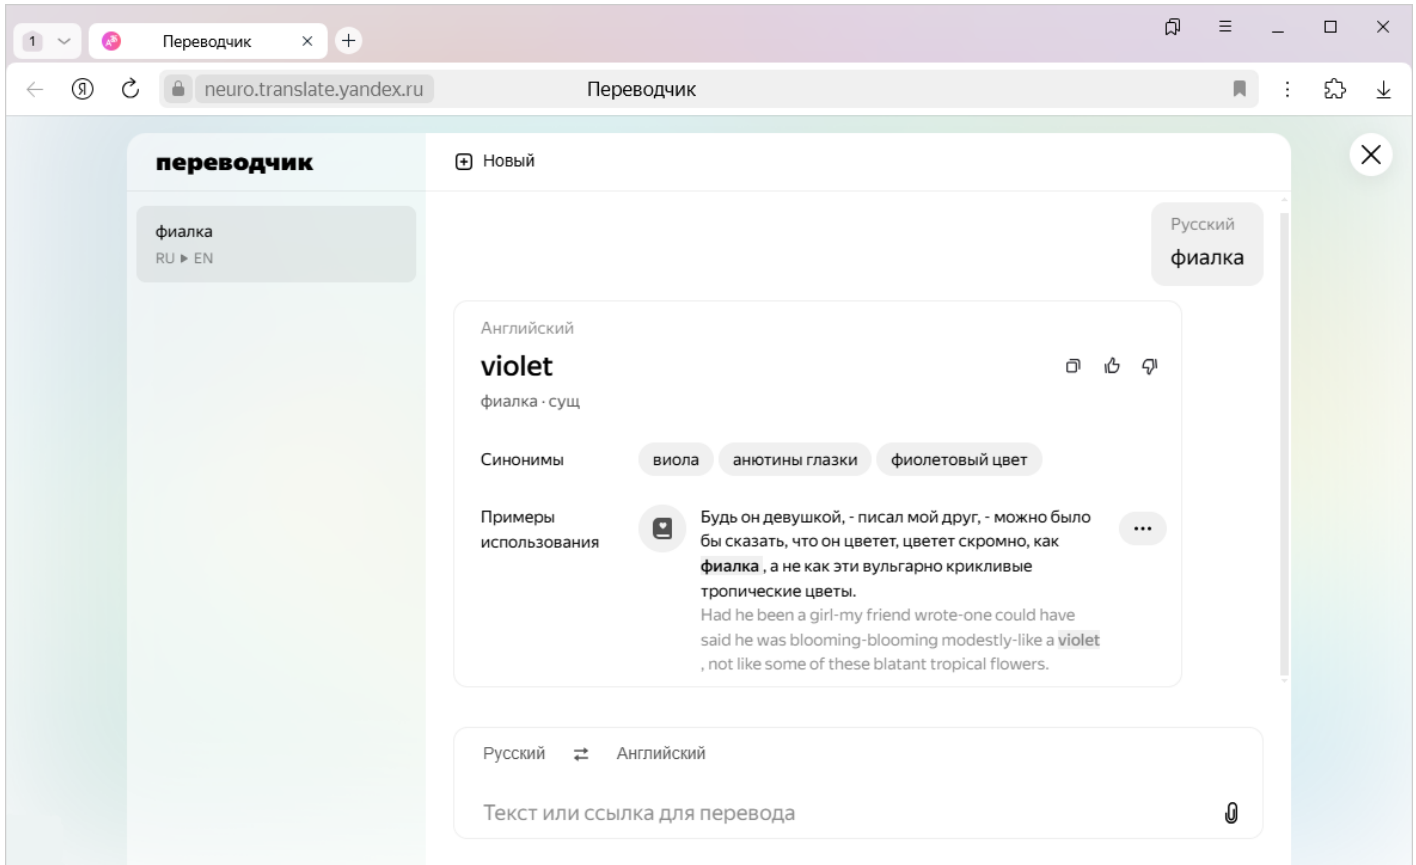 1
Переводчик
neuro.translate.yandex.ru
Переводчик
переводчик
Новый
фиалка
RU ▸ EN
Русский
фиалка
Английский
violet
фиалка · сущ
Синонимы
виола
анютины глазки
фиолетовый цвет
Примеры
использования
Будь он девушкой, - писал мой друг, - можно было
бы сказать, что он цветет, цветет скромно, как
фиалка , а не как эти вульгарно крикливые
тропические цветы.
Had he been a girl-my friend wrote-one could have
said he was blooming-blooming modestly-like a violet
, not like some of these blatant tropical flowers.
Русский
Английский
Текст или ссылка для перевода